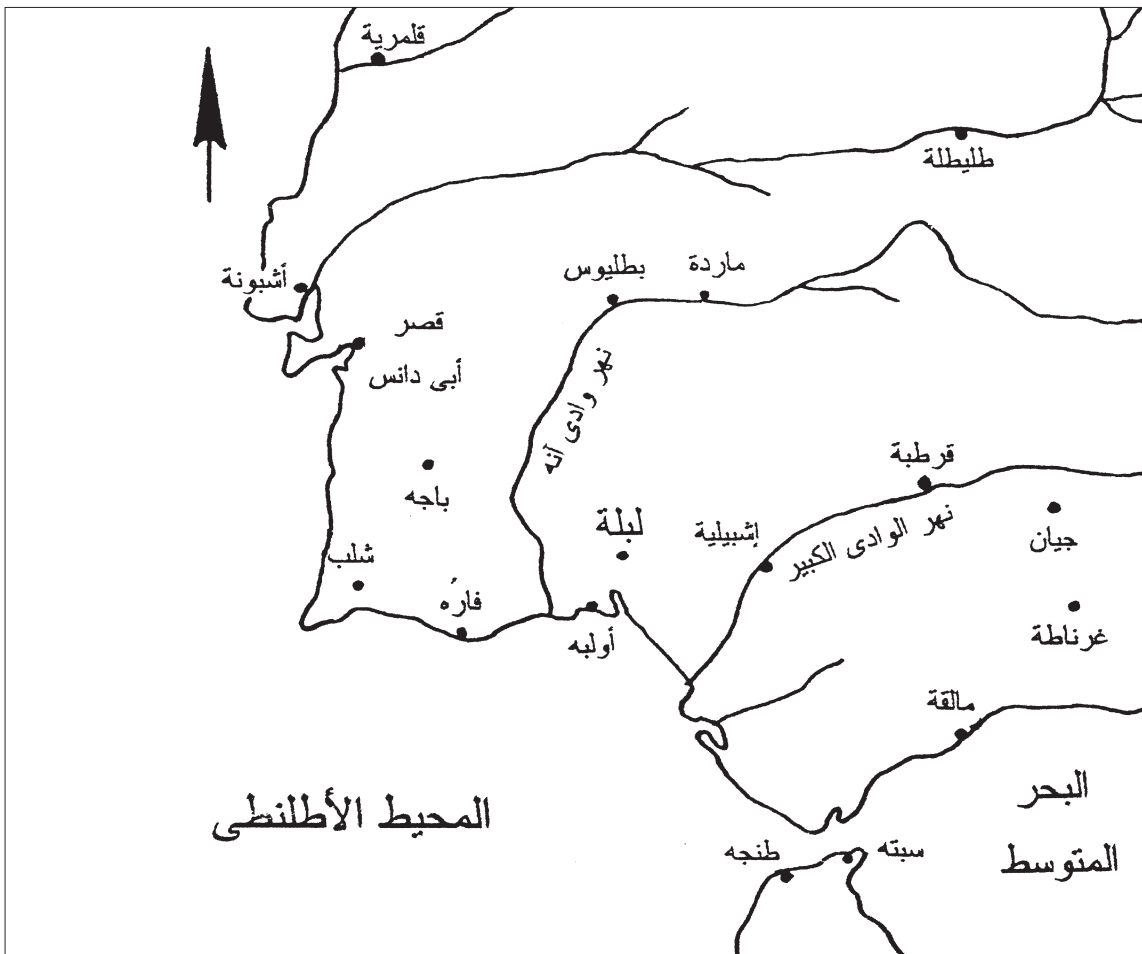 قلمرية
طليطلة
أشبونة
بطليوس
ماردة
قصر
أبى دانس
نهر وادى آنه
باجه
قرطبة
لبلة
إشبيلية
نهر الوادى الكبير
جيان
شلب
فارُه
أولبه
غرناطة
مالقة
البحر
المتوسط
المحيط الأطلنطى
طنجه
سبته